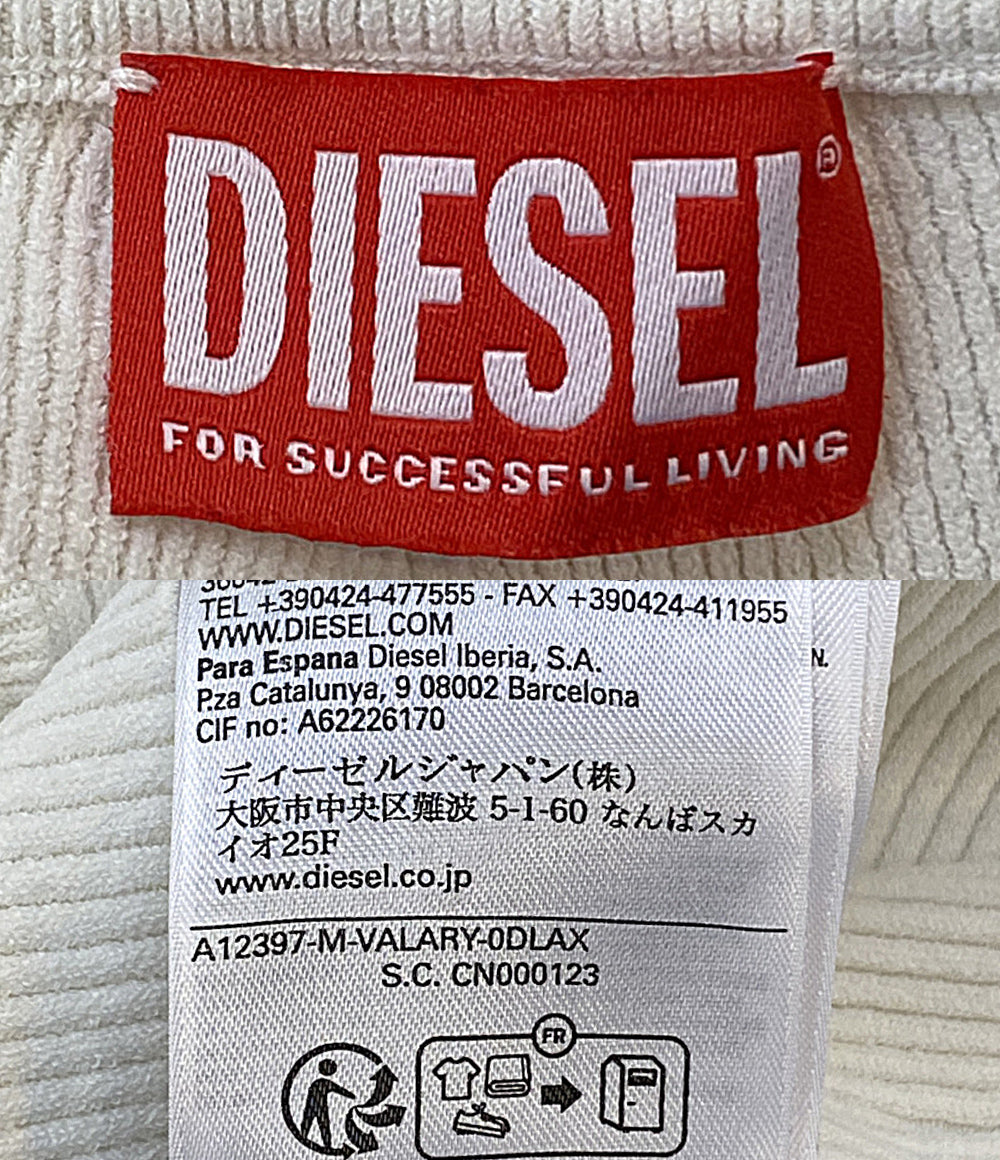 DIESEL®
FOR SUCCESSFUL LIVING
TEL +390424-477555 - FAX +390424-411955
WWW.DIESEL.COM
Para Espana Diesel Iberia, S.A.
P.za Catalunya, 9 08002 Barcelona
CIF no: A62226170
ディーゼルジャパン(株)
大阪市中央区難波 5-1-60 なんばスカ
イオ25F
www.diesel.co.jp
A12397-M-VALARY-0DLAX
S.C. CN000123
FR
N.